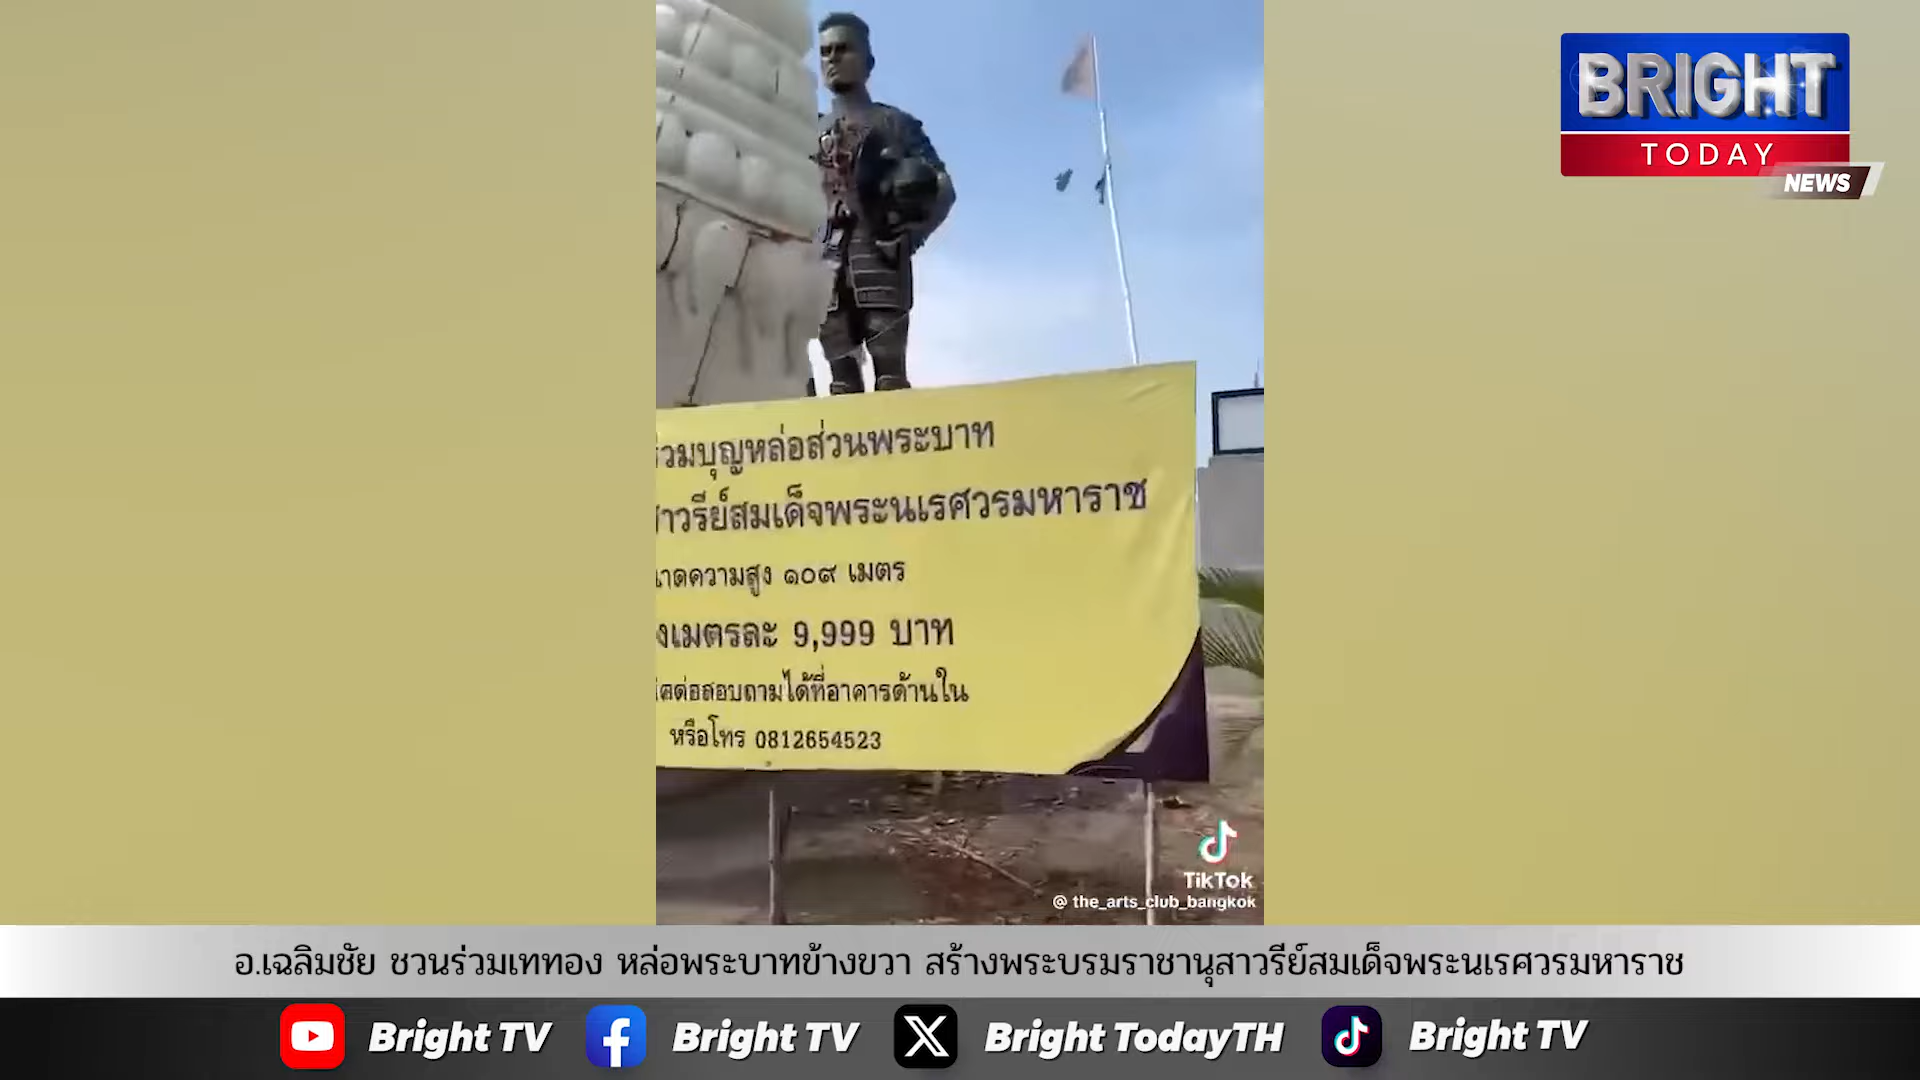 BRIGHT
TODAY
NEWS
ร่วมบุญหล่อส่วนพระบาท
สมเด็จพระนเรศวรมหาราช
ความสูง ๑๐๙ เมตร
เมตรละ 9,999 บาท
ติดต่อสอบถามได้ที่อาคารด้านใน
หรือโทร 0812654523
TikTok
@ the_arts_club_bangkok
อ.เฉลิมชัย ชวนร่วมเททอง หล่อพระบาทข้างขวา สร้างพระบรมราชานุสาวรีย์สมเด็จพระนเรศวรมหาราช
Bright TV Bright TV Bright TodayTH Bright TV